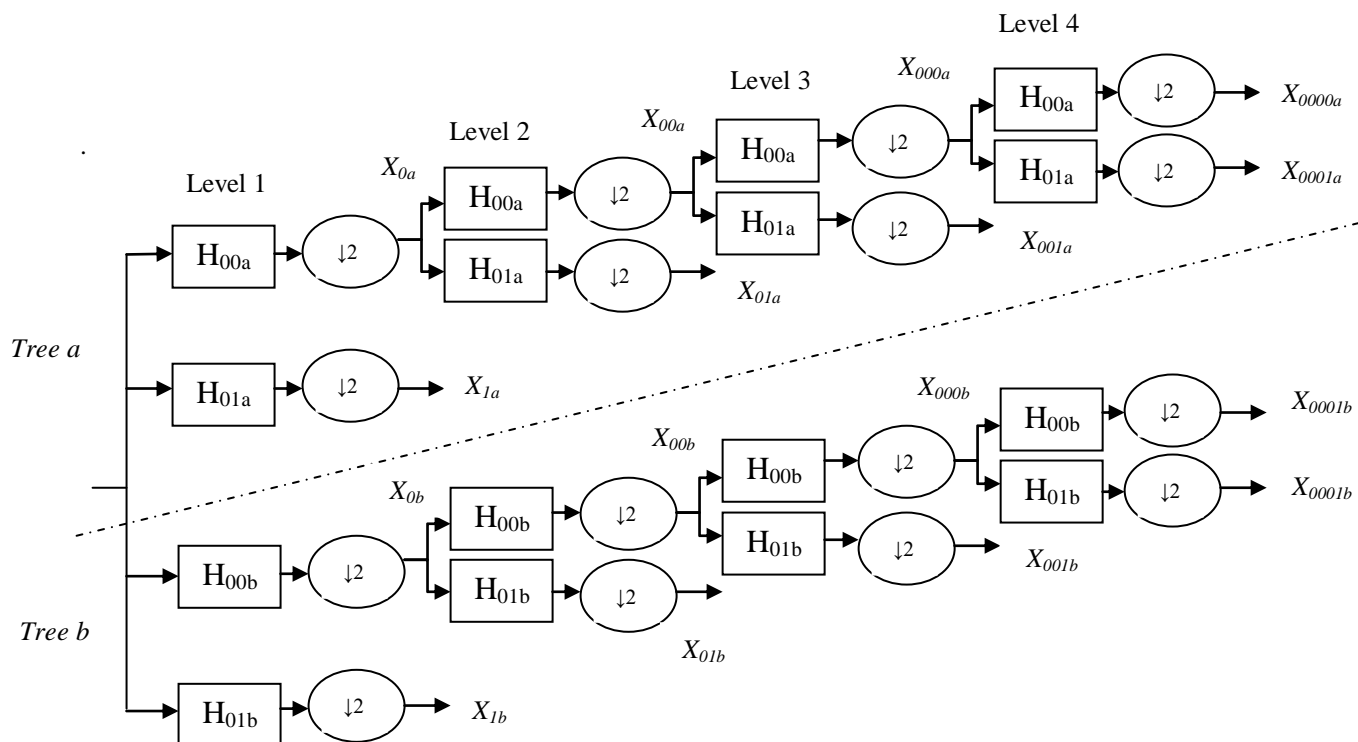 Level 4
Level 3
Level 2
Level 1
X000a
H00a
↓2
X0000a
X00a
H00a
↓2
H01a
↓2
X0001a
X0a
H00a
↓2
H01a
↓2
X001a
H00a
↓2
H01a
↓2
X01a
Tree a
H01a
↓2
X1a
X000b
H00b
↓2
X0001b
X00b
H00b
↓2
H01b
↓2
X0001b
X0b
H00b
↓2
H01b
↓2
X001b
H00b
↓2
H01b
↓2
X01b
Tree b
H01b
↓2
X1b